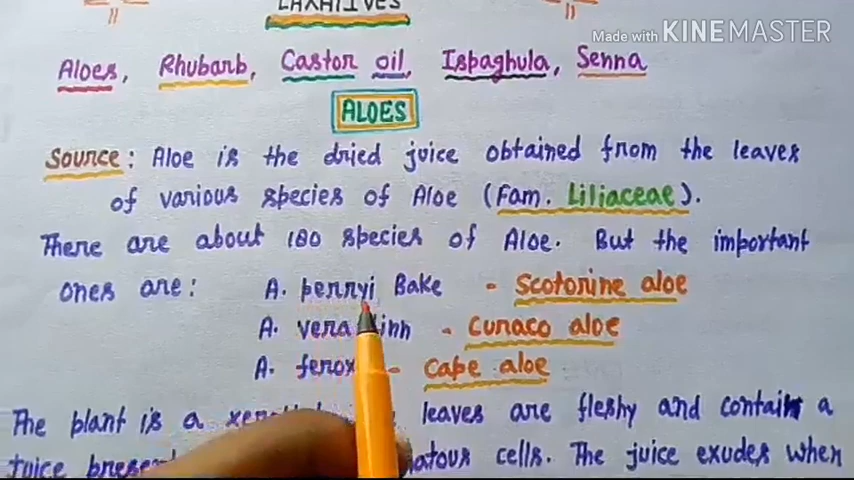 LAXATIVES
Made with KINEMASTER
Aloes, Rhubarb, Castor oil, Ispaghula, Senna
ALOES
Source: Aloe is the dried juice obtained from the leaves
of various species of Aloe (Fam. Liliaceae).
There are about 180 species of Aloe. But the important
ones are: A. perryi Bake - Scotorine aloe
A. vera - Curaco aloe
A. ferox - Cape aloe
The plant is a leaves are fleshy and contain a
juice cells. The juice exudes when